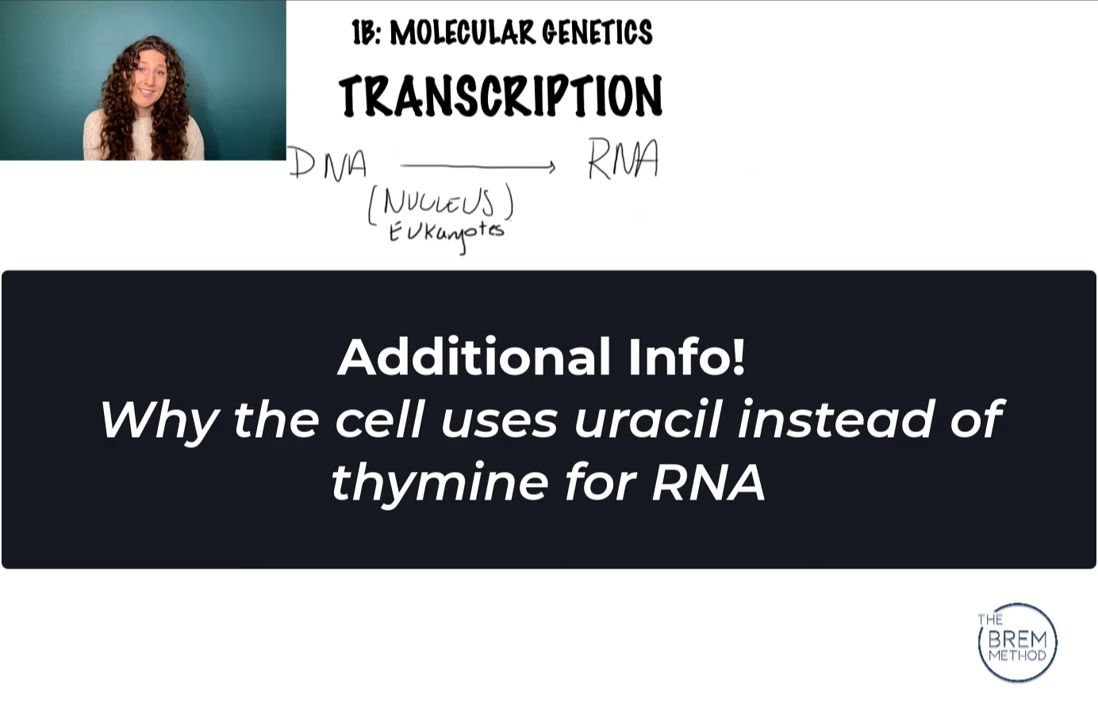 1B: MOLECULAR GENETICS
TRANSCRIPTION
DNA → RNA
(NUCLEUS)
EUKaryotes
Additional Info!
Why the cell uses uracil instead of
thymine for RNA
THE
BREM
METHOD